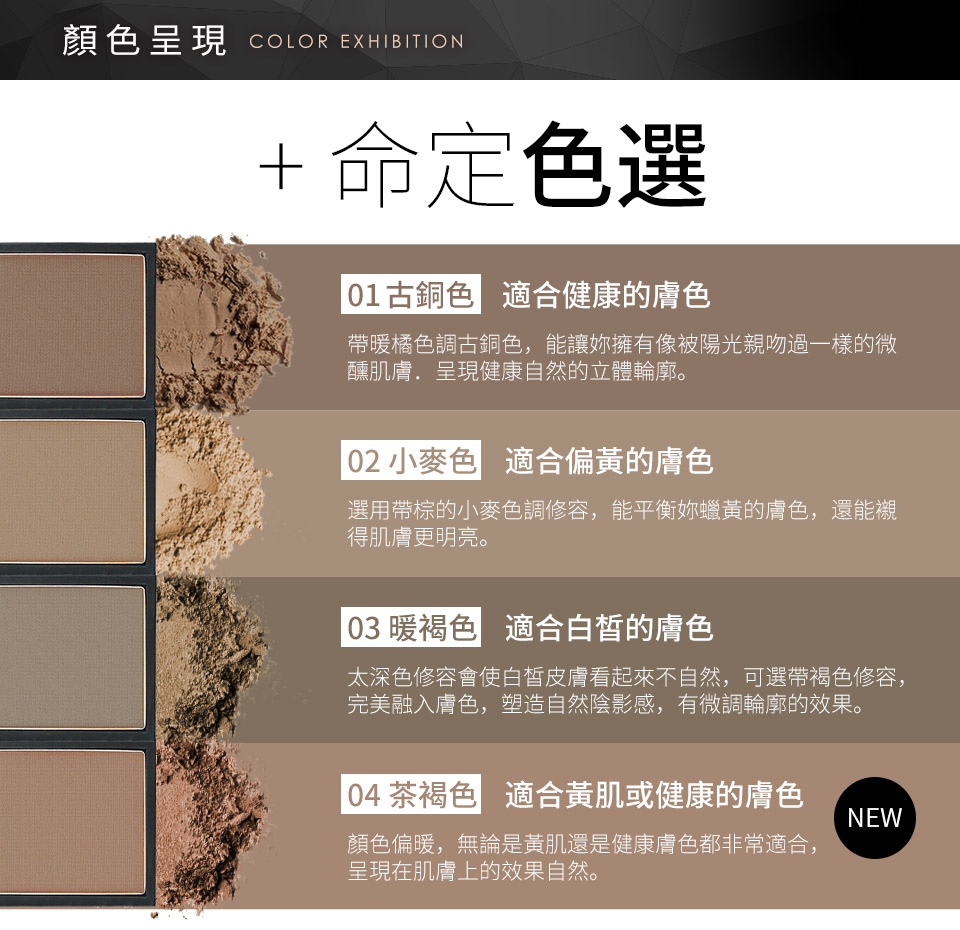 顏色呈現 COLOR EXHIBITION
+ 命定色選
01 古銅色 適合健康的膚色
帶暖橘色調古銅色，能讓妳擁有像被陽光親吻過一樣的微
醺肌膚．呈現健康自然的立體輪廓。
02 小麥色 適合偏黃的膚色
選用帶棕的小麥色調修容，能平衡妳蠟黃的膚色，還能襯
得肌膚更明亮。
03 暖褐色 適合白皙的膚色
太深色修容會使白皙皮膚看起來不自然，可選帶褐色修容，
完美融入膚色，塑造自然陰影感，有微調輪廓的效果。
04 茶褐色 適合黃肌或健康的膚色
NEW
顏色偏暖，無論是黃肌還是健康膚色都非常適合，
呈現在肌膚上的效果自然。